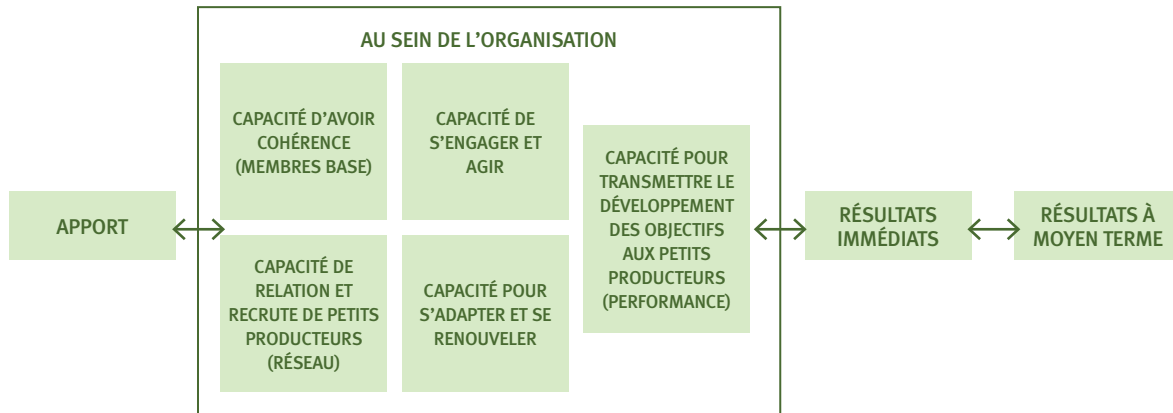 AU SEIN DE L'ORGANISATION
CAPACITÉ D'AVOIR
COHÉRENCE
(MEMBRES BASE)
CAPACITÉ DE
S'ENGAGER ET
AGIR
CAPACITÉ POUR
TRANSMETTRE LE
DÉVELOPPEMENT
DES OBJECTIFS
AUX PETITS
PRODUCTEURS
(PERFORMANCE)
APPORT
RÉSULTATS
IMMÉDIATS
RÉSULTATS À
MOYEN TERME
CAPACITÉ DE
RELATION ET
RECRUTE DE PETITS
PRODUCTEURS
(RÉSEAU)
CAPACITÉ POUR
S'ADAPTER ET SE
RENOUVELER